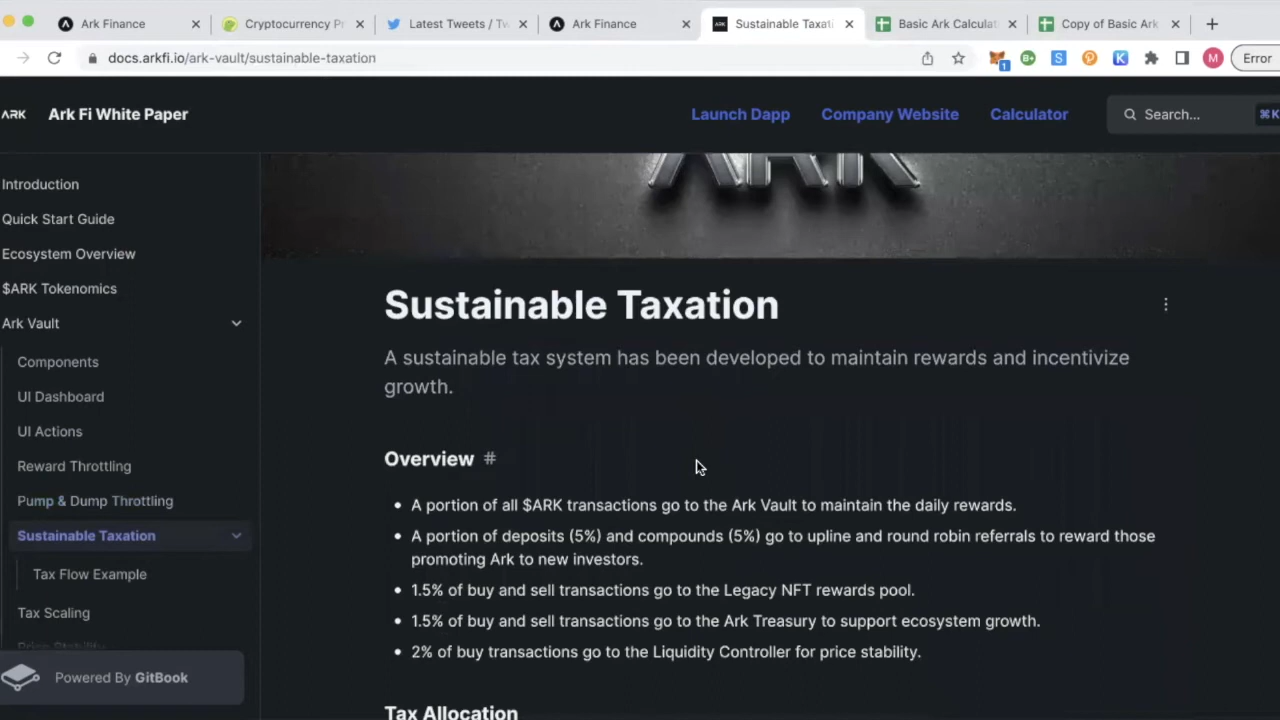 Ark Finance
Cryptocurrency Pr
Latest Tweets / Tw
Ark Finance
Sustainable Taxati
Basic Ark Calculat
Copy of Basic Ark
docs.arkfi.io/ark-vault/sustainable-taxation
1
M
Error
ARK
Ark Fi White Paper
Launch Dapp
Company Website
Calculator
Search...
⌘K
ARK
Introduction
Quick Start Guide
Ecosystem Overview
$ARK Tokenomics
Ark Vault
Components
UI Dashboard
UI Actions
Reward Throttling
Pump & Dump Throttling
Sustainable Taxation
Tax Flow Example
Tax Scaling
Price Stability
Powered By GitBook
Sustainable Taxation
A sustainable tax system has been developed to maintain rewards and incentivize
growth.
Overview #
• A portion of all $ARK transactions go to the Ark Vault to maintain the daily rewards.
• A portion of deposits (5%) and compounds (5%) go to upline and round robin referrals to reward those
promoting Ark to new investors.
• 1.5% of buy and sell transactions go to the Legacy NFT rewards pool.
• 1.5% of buy and sell transactions go to the Ark Treasury to support ecosystem growth.
• 2% of buy transactions go to the Liquidity Controller for price stability.
Tax Allocation